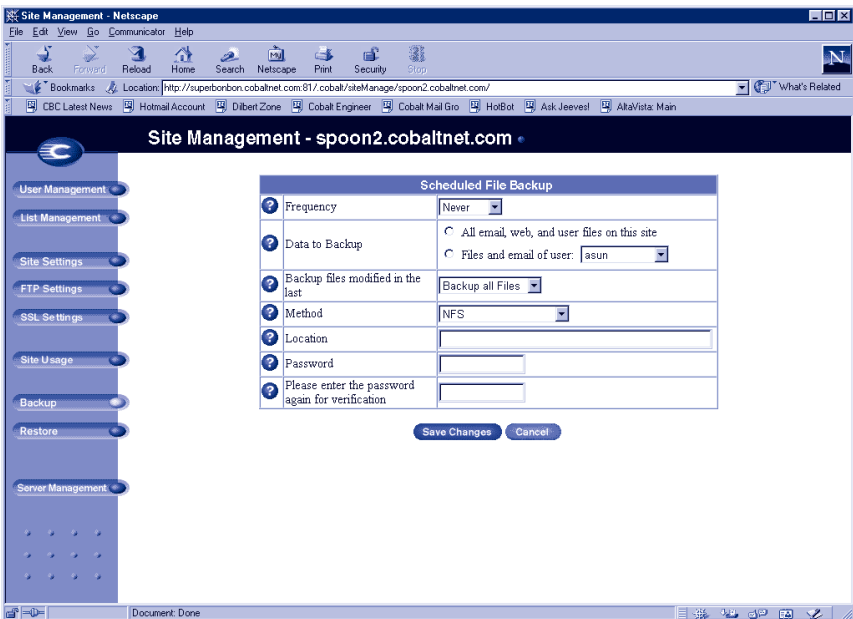 Site Management - Netscape
File Edit View Go Communicator Help
Back Forward Reload Home Search Netscape Print Security Stop
N
Bookmarks Location: http://superbonbon.cobaltnet.com:81/.cobalt/siteManage/spoon2.cobaltnet.com/ What's Related
CBC Latest News Hotmail Account Dilbert Zone Cobalt Engineer Cobalt Mail Gro HotBot Ask Jeeves! AltaVista: Main
Site Management - spoon2.cobaltnet.com
User Management
List Management
Site Settings
FTP Settings
SSL Settings
Site Usage
Backup
Restore
Server Management
Scheduled File Backup
? Frequency Never
? Data to Backup
All email, web, and user files on this site
Files and email of user: asun
? Backup files modified in the
last
Backup all Files
? Method NFS
? Location
? Password
? Please enter the password
again for verification
Save Changes Cancel
Document: Done